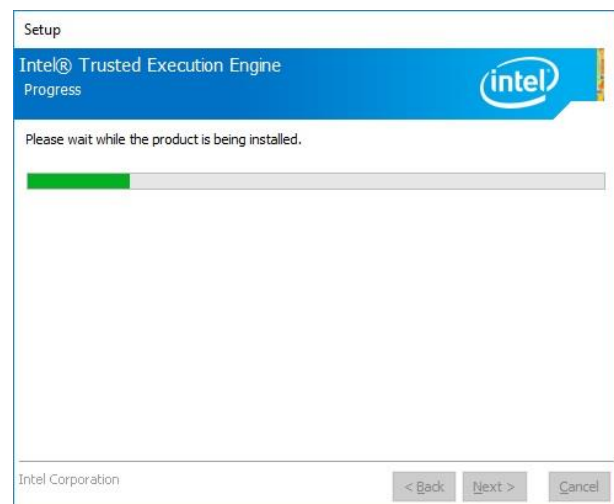 Setup
Intel® Trusted Execution Engine
Progress
intel
Please wait while the product is being installed.
Intel Corporation
< Back Next > Cancel